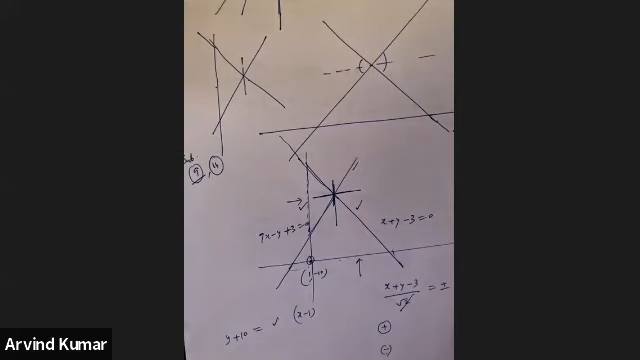 9, 14
7x-y+3=0
x+y-3=0
(1,-10)
x+y-3 / √2 = ±
y+10 = ✓ (x-1)
(+)
(-)
Arvind Kumar